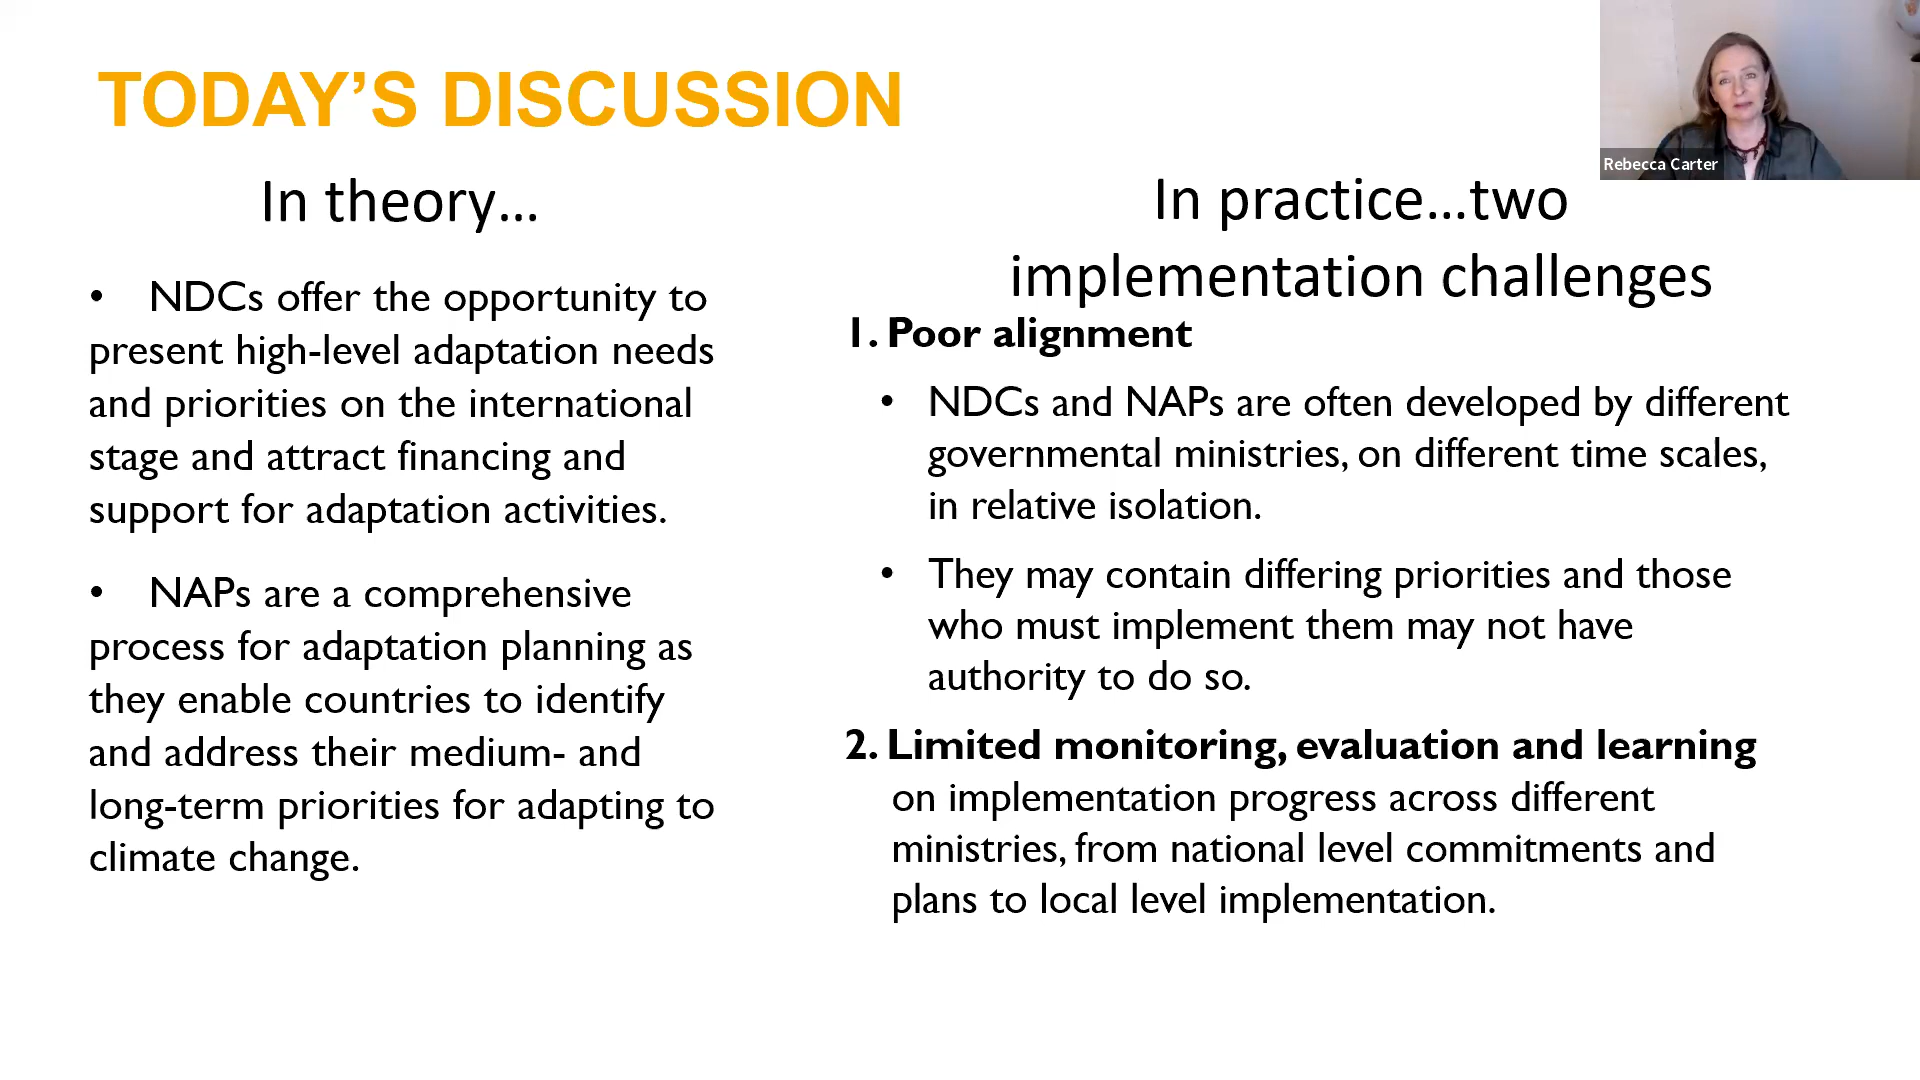 TODAY’S DISCUSSION
Rebecca Carter
In theory…
• NDCs offer the opportunity to
present high-level adaptation needs
and priorities on the international
stage and attract financing and
support for adaptation activities.
• NAPs are a comprehensive
process for adaptation planning as
they enable countries to identify
and address their medium- and
long-term priorities for adapting to
climate change.
In practice…two
implementation challenges
1. Poor alignment
• NDCs and NAPs are often developed by different
governmental ministries, on different time scales,
in relative isolation.
• They may contain differing priorities and those
who must implement them may not have
authority to do so.
2. Limited monitoring, evaluation and learning
on implementation progress across different
ministries, from national level commitments and
plans to local level implementation.